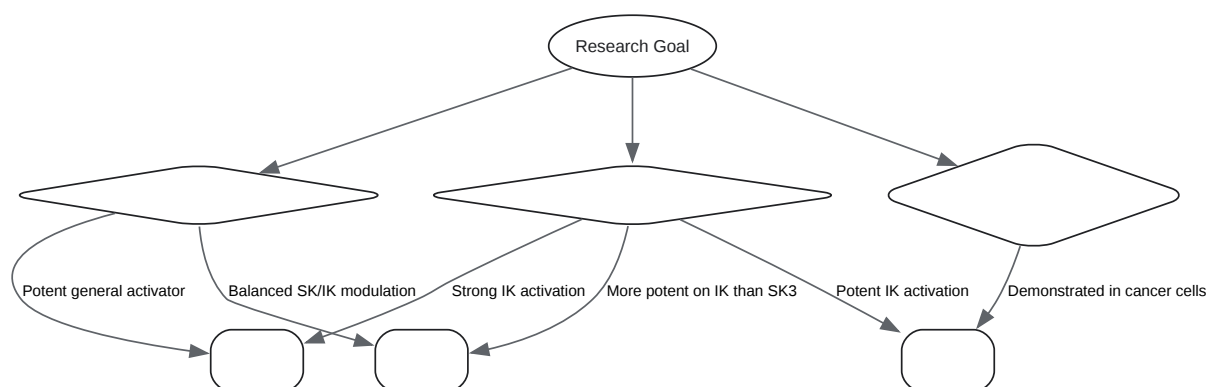 Research Goal
Potent general activator
Balanced SK/IK modulation
Strong IK activation
More potent on IK than SK3
Potent IK activation
Demonstrated in cancer cells